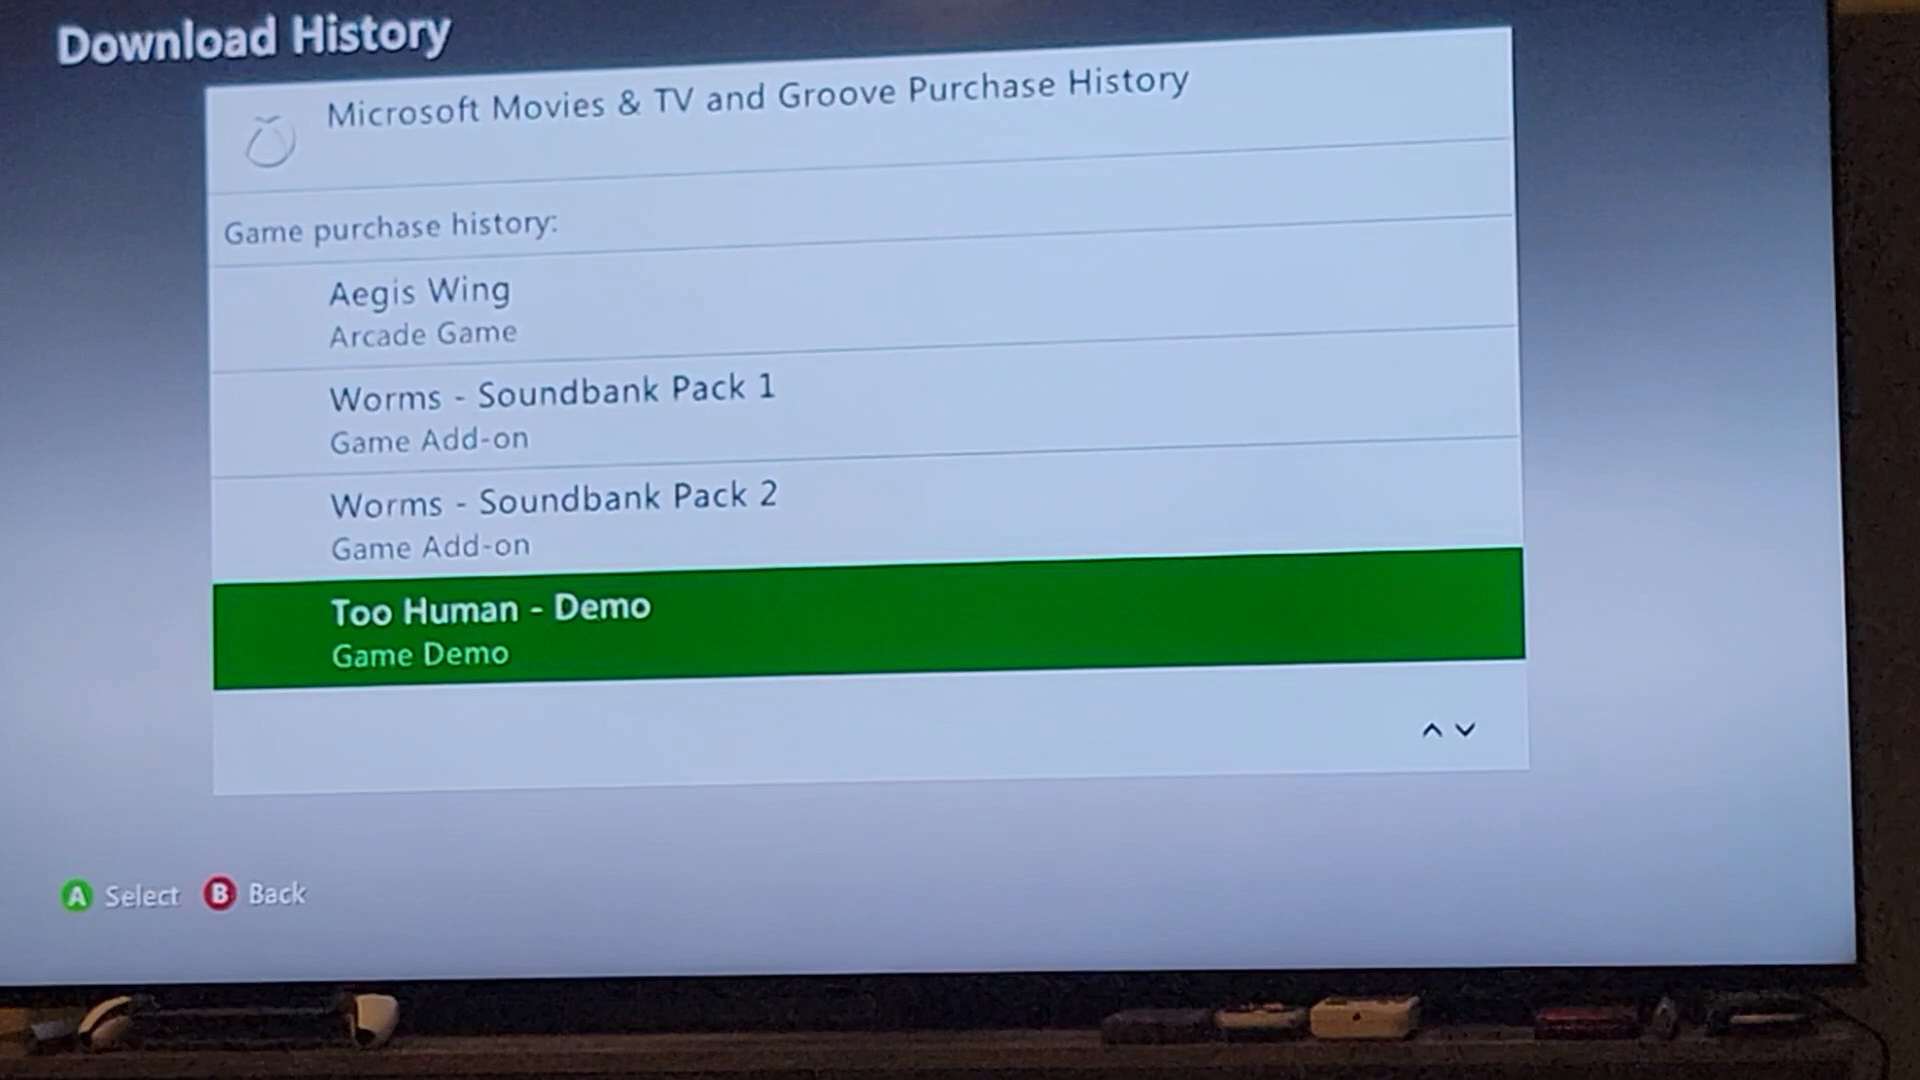 Download History
Microsoft Movies & TV and Groove Purchase History
Game purchase history:
Aegis Wing
Arcade Game
Worms - Soundbank Pack 1
Game Add-on
Worms - Soundbank Pack 2
Game Add-on
Too Human - Demo
Game Demo
A Select B Back